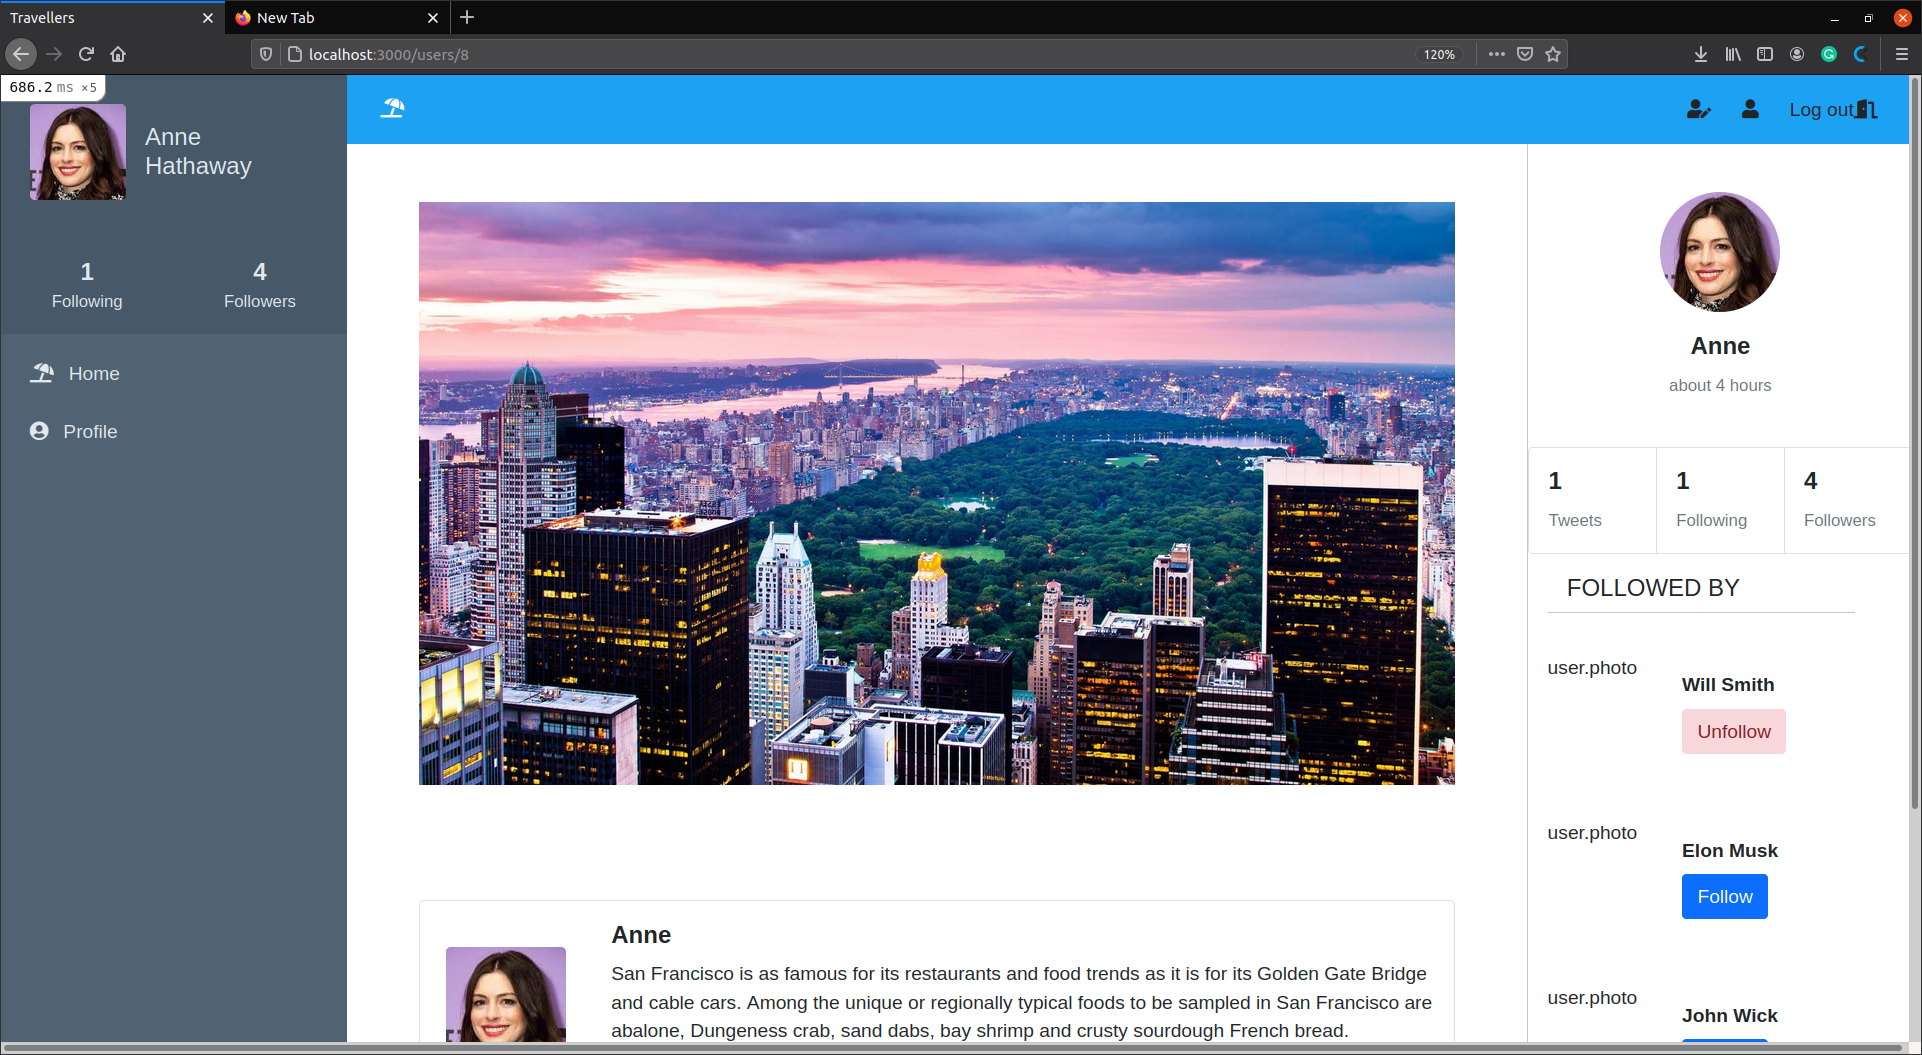 Travellers
New Tab
localhost:3000/users/8
120%
686.2 ms ×5
Anne
Hathaway
1
Following
4
Followers
Home
Profile
Log out
Anne
about 4 hours
1
Tweets
1
Following
4
Followers
FOLLOWED BY
user.photo
Will Smith
Unfollow
user.photo
Elon Musk
Follow
user.photo
John Wick
Anne
San Francisco is as famous for its restaurants and food trends as it is for its Golden Gate Bridge
and cable cars. Among the unique or regionally typical foods to be sampled in San Francisco are
abalone, Dungeness crab, sand dabs, bay shrimp and crusty sourdough French bread.